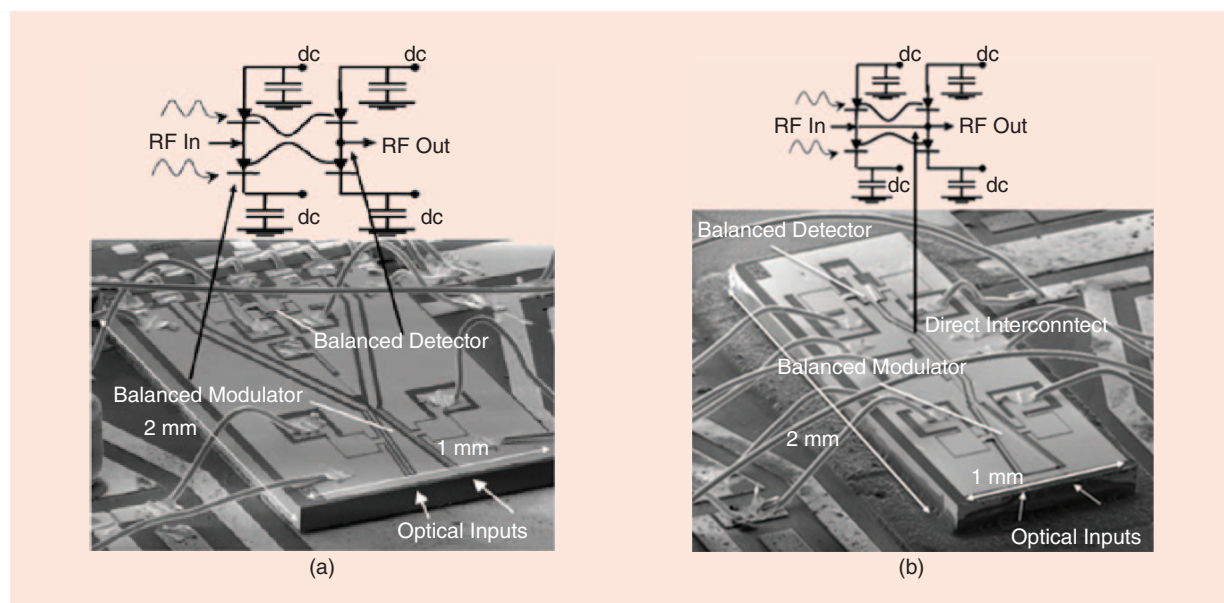 dc
dc
RF In
RF Out
dc
dc
Balanced Detector
Balanced Modulator
2 mm
1 mm
Optical Inputs
(a)
dc
dc
RF In
RF Out
dc
dc
Balanced Detector
Direct Interconntect
Balanced Modulator
2 mm
1 mm
Optical Inputs
(b)